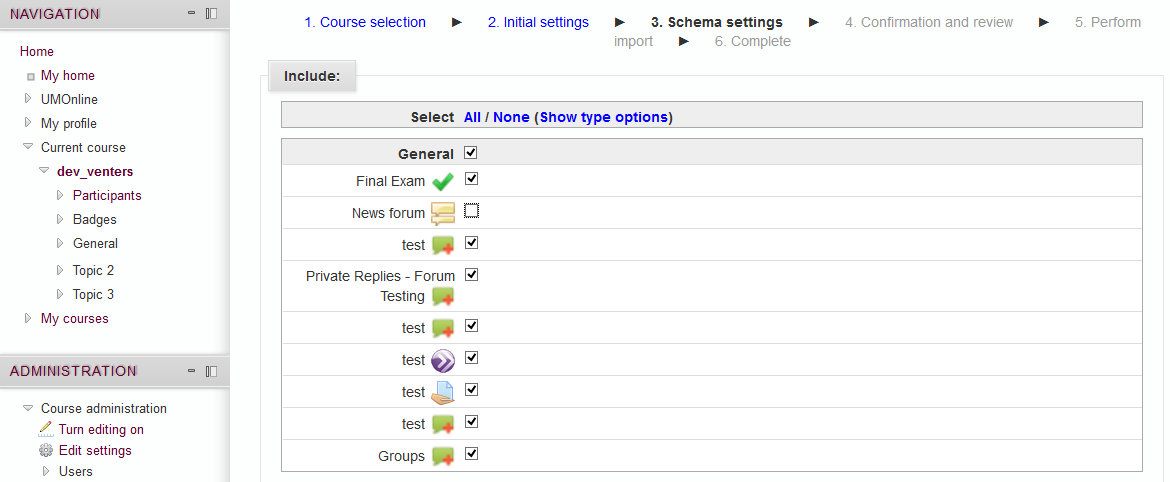 NAVIGATION
Home
My home
UMOnline
My profile
Current course
dev_venters
Participants
Badges
General
Topic 2
Topic 3
My courses
ADMINISTRATION
Course administration
Turn editing on
Edit settings
Users
1. Course selection ► 2. Initial settings ► 3. Schema settings ► 4. Confirmation and review ► 5. Perform
import ► 6. Complete
Include:
Select All / None (Show type options)
General
Final Exam
News forum
test
Private Replies - Forum
Testing
test
test
test
test
Groups